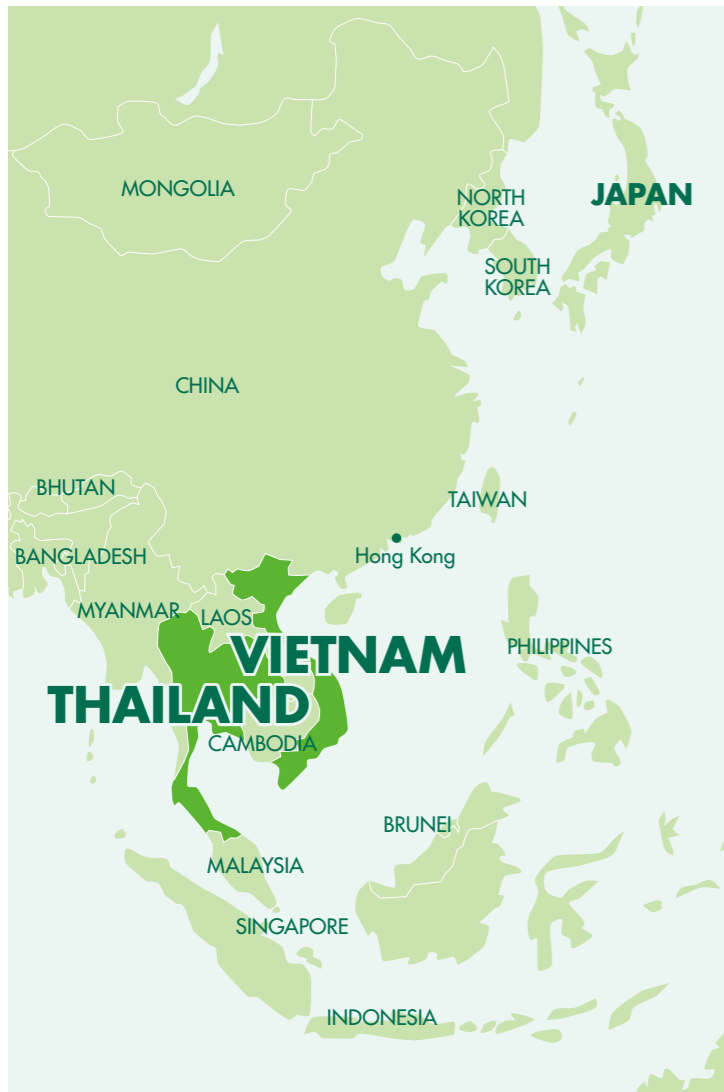 MONGOLIA
NORTH
KOREA
JAPAN
SOUTH
KOREA
CHINA
BHUTAN
TAIWAN
BANGLADESH
Hong Kong
MYANMAR
LAOS
VIETNAM
PHILIPPINES
THAILAND
CAMBODIA
BRUNEI
MALAYSIA
SINGAPORE
INDONESIA